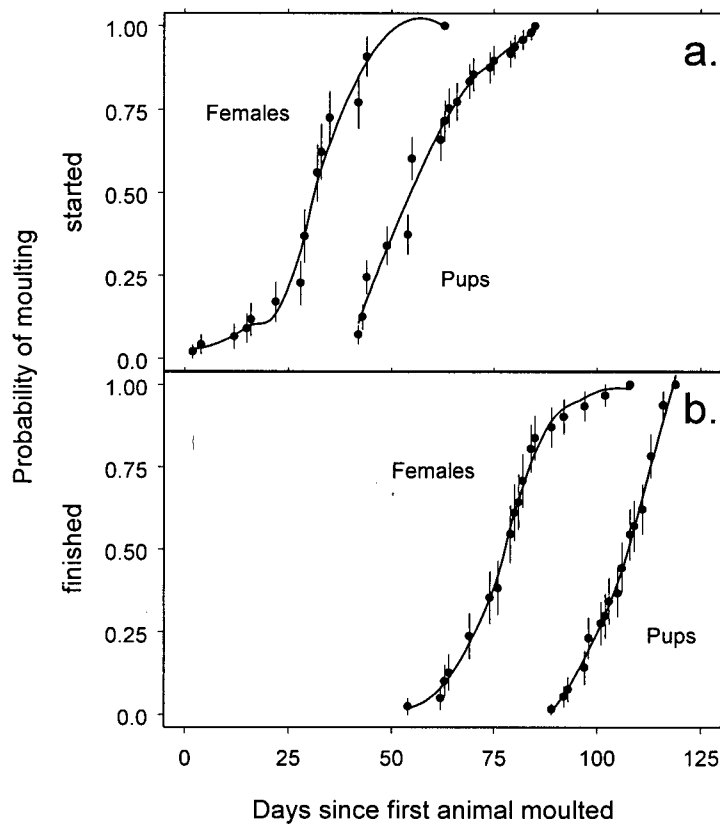 a.
1.00
0.75
0.50
0.25
0.0
Females
Pups
started
Probability of moulting
b.
1.00
0.75
0.50
0.25
0.0
Females
Pups
finished
0 25 50 75 100 125
Days since first animal moulted